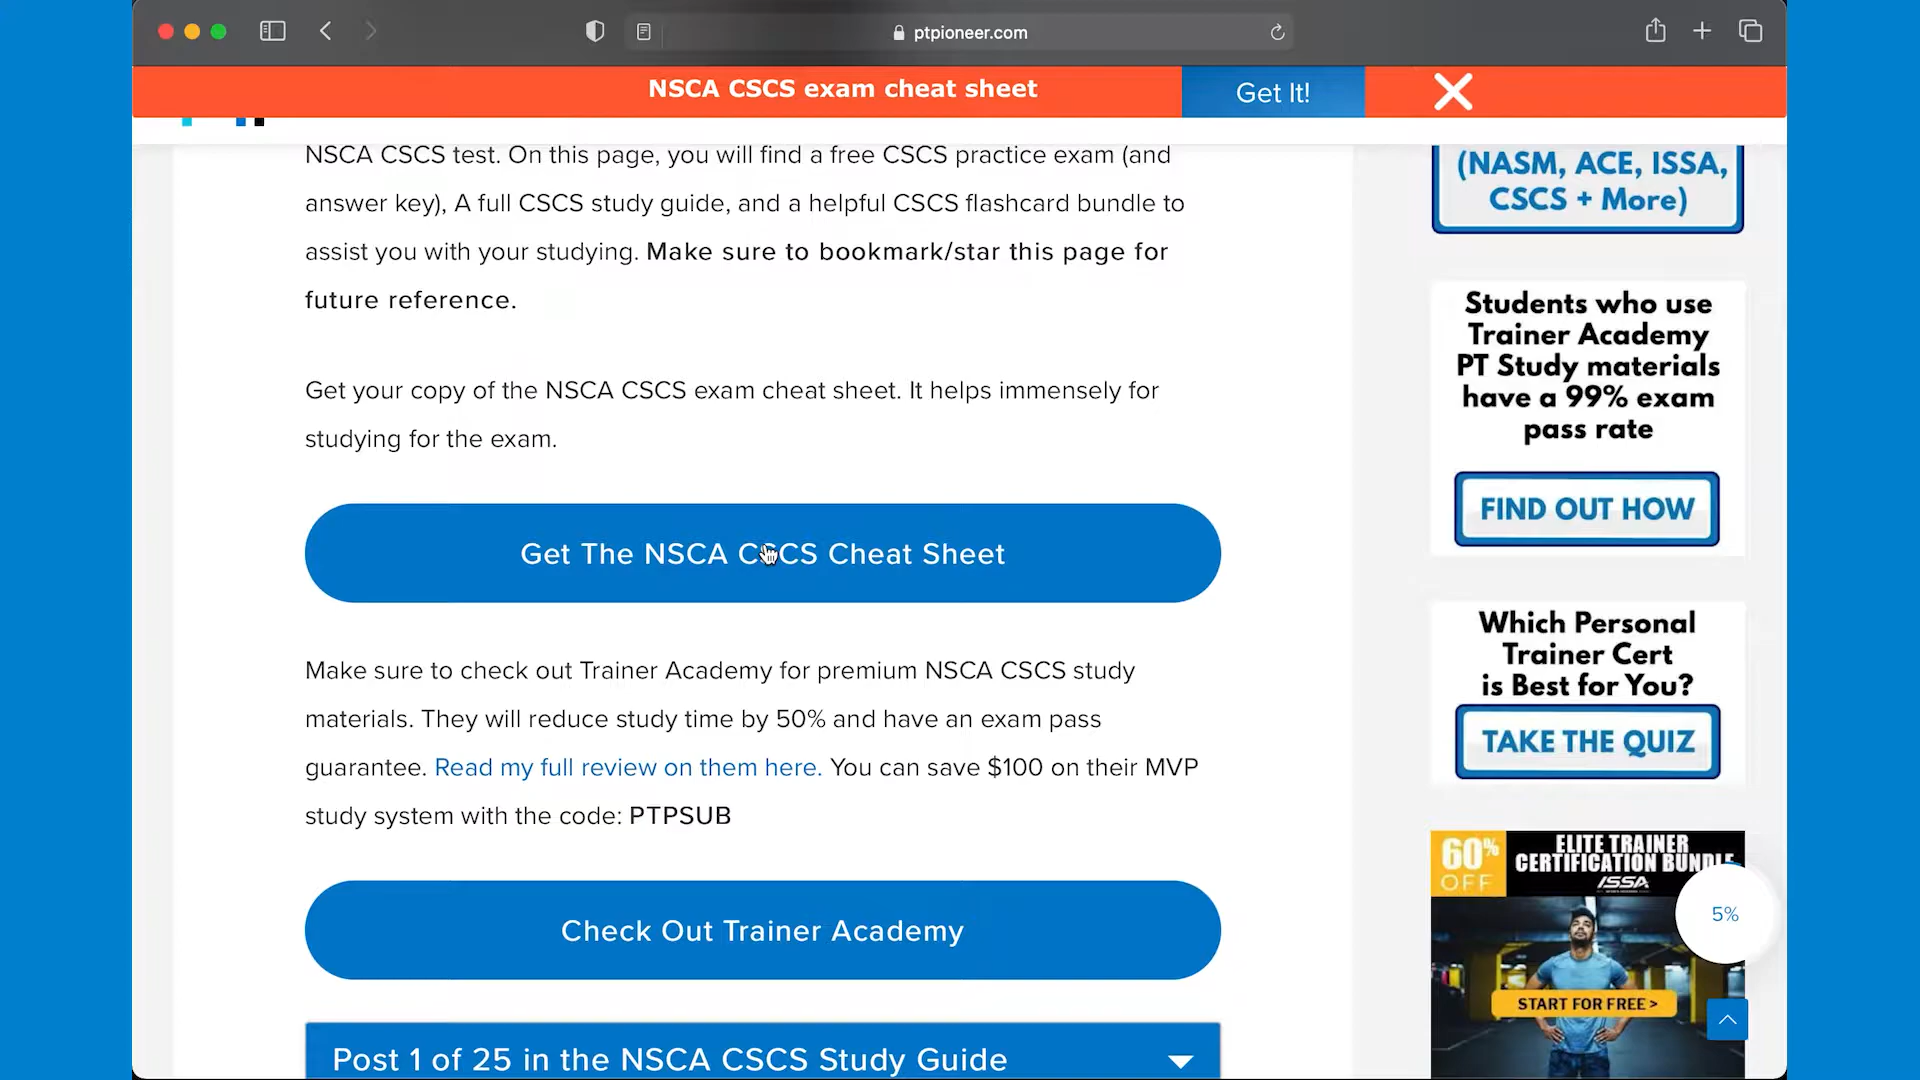 ptpioneer.com
NSCA CSCS exam cheat sheet
Get It!
NSCA CSCS test. On this page, you will find a free CSCS practice exam (and
answer key), A full CSCS study guide, and a helpful CSCS flashcard bundle to
assist you with your studying. Make sure to bookmark/star this page for
future reference.
Get your copy of the NSCA CSCS exam cheat sheet. It helps immensely for
studying for the exam.
Get The NSCA CSCS Cheat Sheet
Make sure to check out Trainer Academy for premium NSCA CSCS study
materials. They will reduce study time by 50% and have an exam pass
guarantee. Read my full review on them here. You can save $100 on their MVP
study system with the code: PTPSUB
Check Out Trainer Academy
Post 1 of 25 in the NSCA CSCS Study Guide
(NASM, ACE, ISSA,
CSCS + More)
Students who use
Trainer Academy
PT Study materials
have a 99% exam
pass rate
FIND OUT HOW
Which Personal
Trainer Cert
is Best for You?
TAKE THE QUIZ
60%
OFF
ELITE TRAINER
CERTIFICATION BUNDLE
ISSA
5%
START FOR FREE >